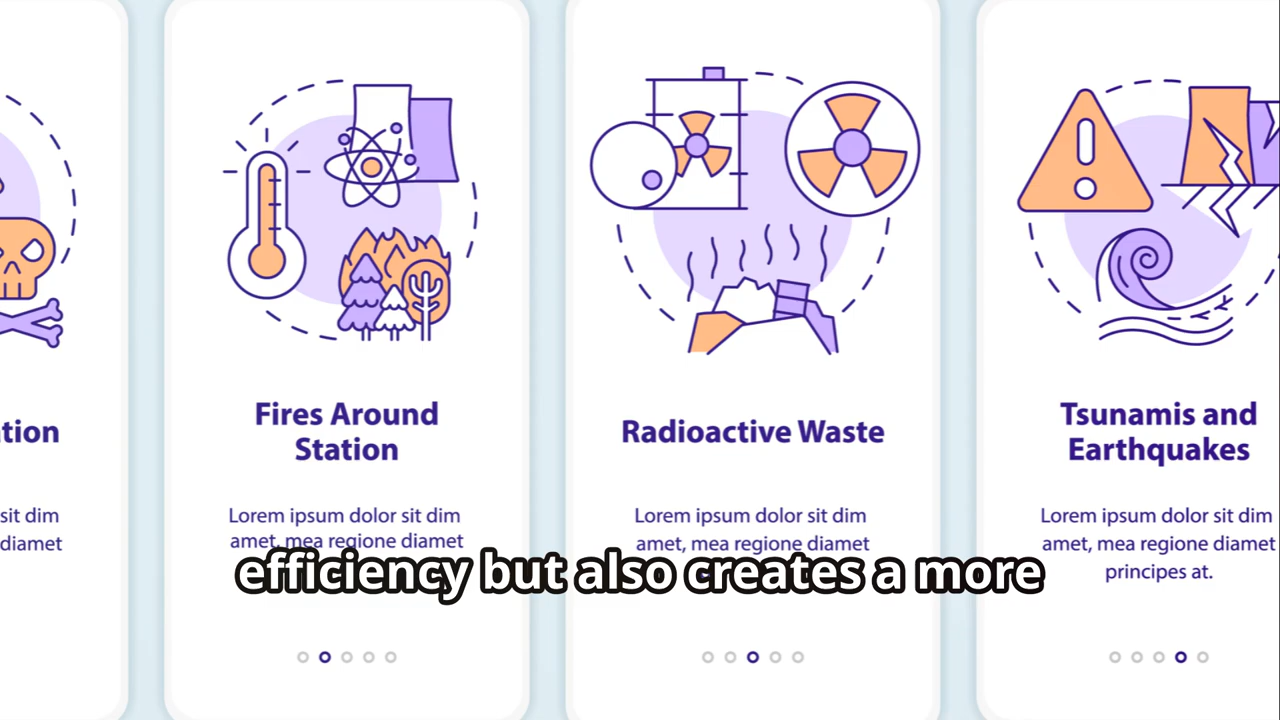 ation
sit dim
diamet
Fires Around
Station
Lorem ipsum dolor sit dim
amet, mea regione diamet
Radioactive Waste
Lorem ipsum dolor sit dim
amet, mea regione diamet
Tsunamis and
Earthquakes
Lorem ipsum dolor sit dim
amet, mea regione diamet
principes at.
efficiency but also creates a more